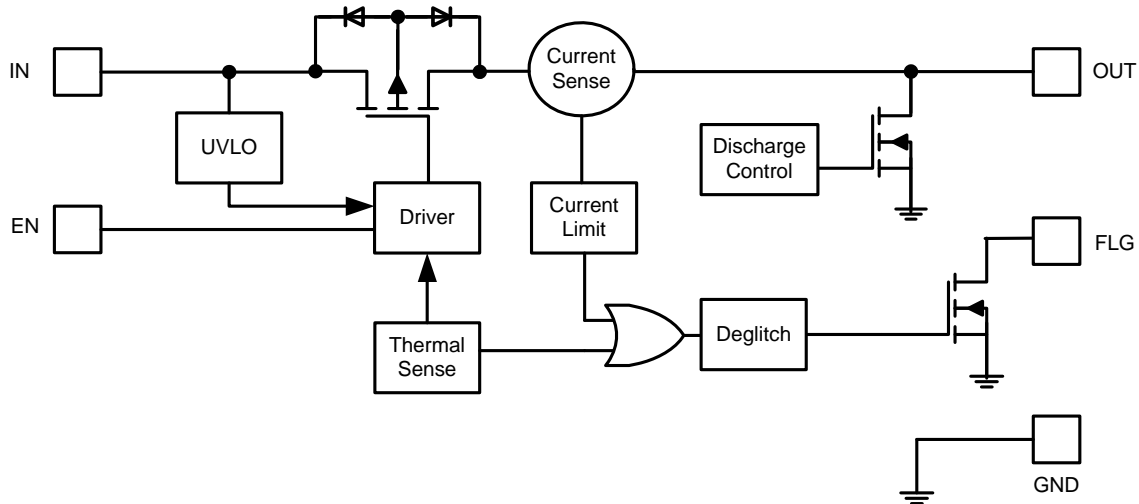 IN
Current
Sense
OUT
UVLO
Discharge
Control
EN
Driver
Current
Limit
FLG
Thermal
Sense
Deglitch
GND